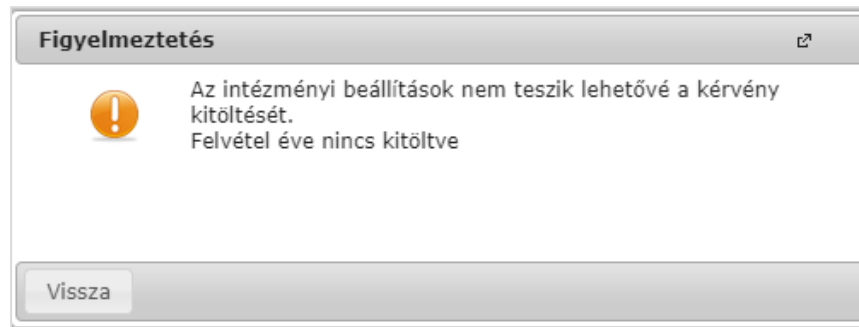 Figyelmeztetés
Az intézményi beállítások nem teszik lehetővé a kérvény
kitöltését.
Felvétel éve nincs kitöltve
Vissza